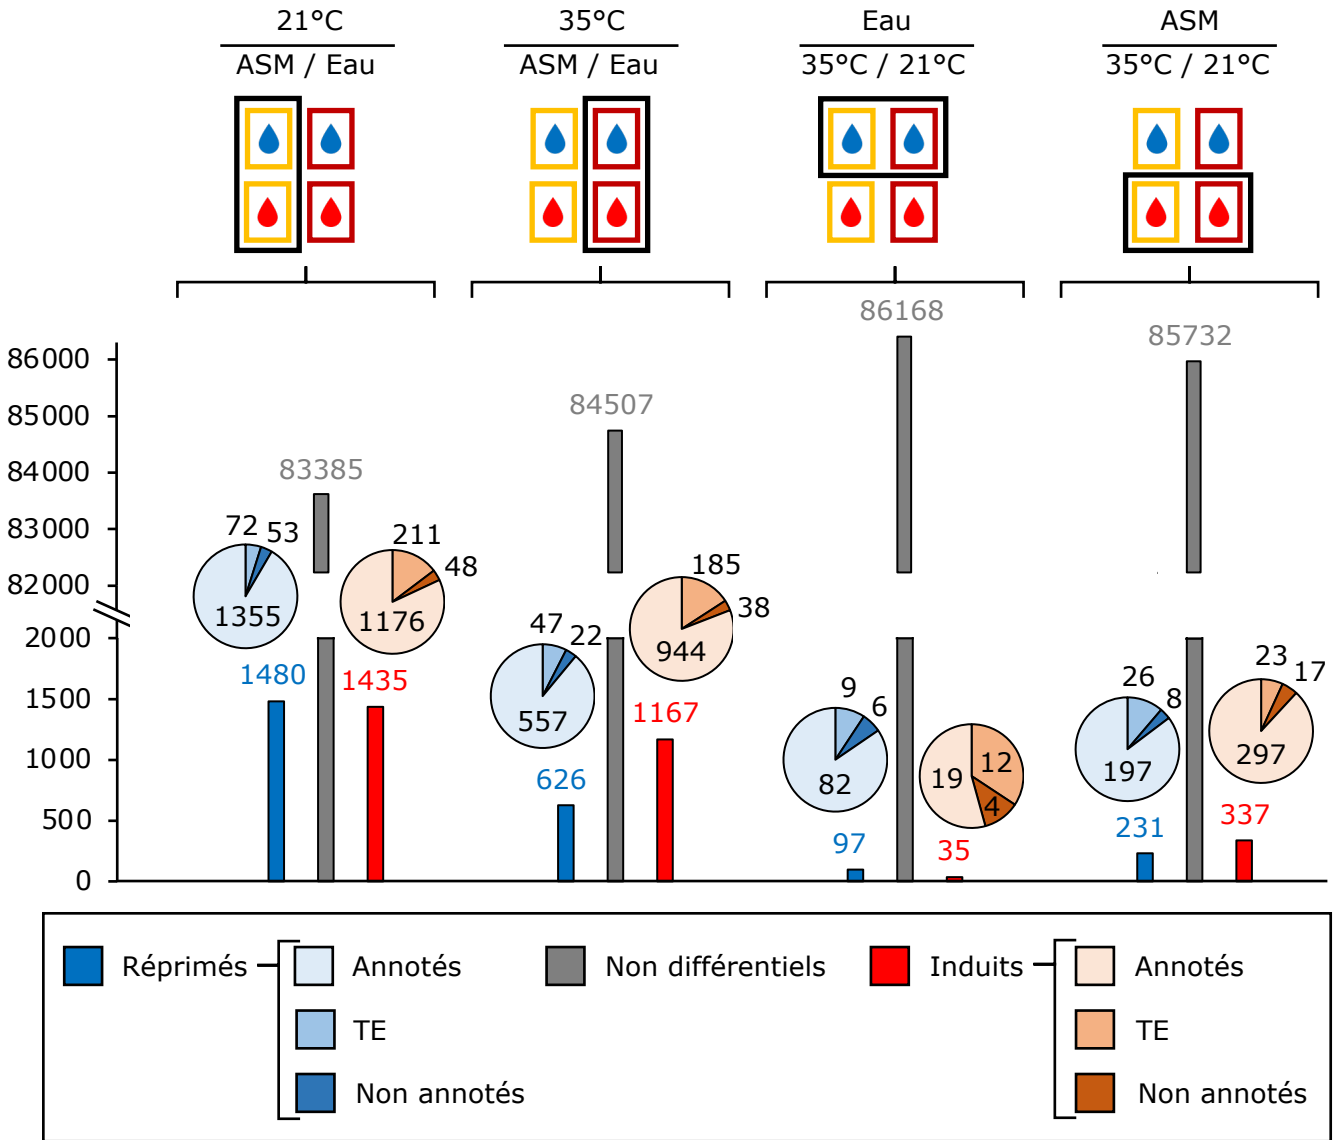 21°C
ASM / Eau
35°C
ASM / Eau
Eau
35°C / 21°C
ASM
35°C / 21°C
86000
85000
84000
83000
82000
2000
1500
1000
500
0
83385
72
53
1355
211
48
1176
1480
1435
84507
47
22
557
185
38
944
626
1167
86168
9
6
82
12
19
4
97
35
85732
26
8
197
23
17
297
231
337
Réprimés
Annotés
TE
Non annotés
Non différentiels
Induits
Annotés
TE
Non annotés